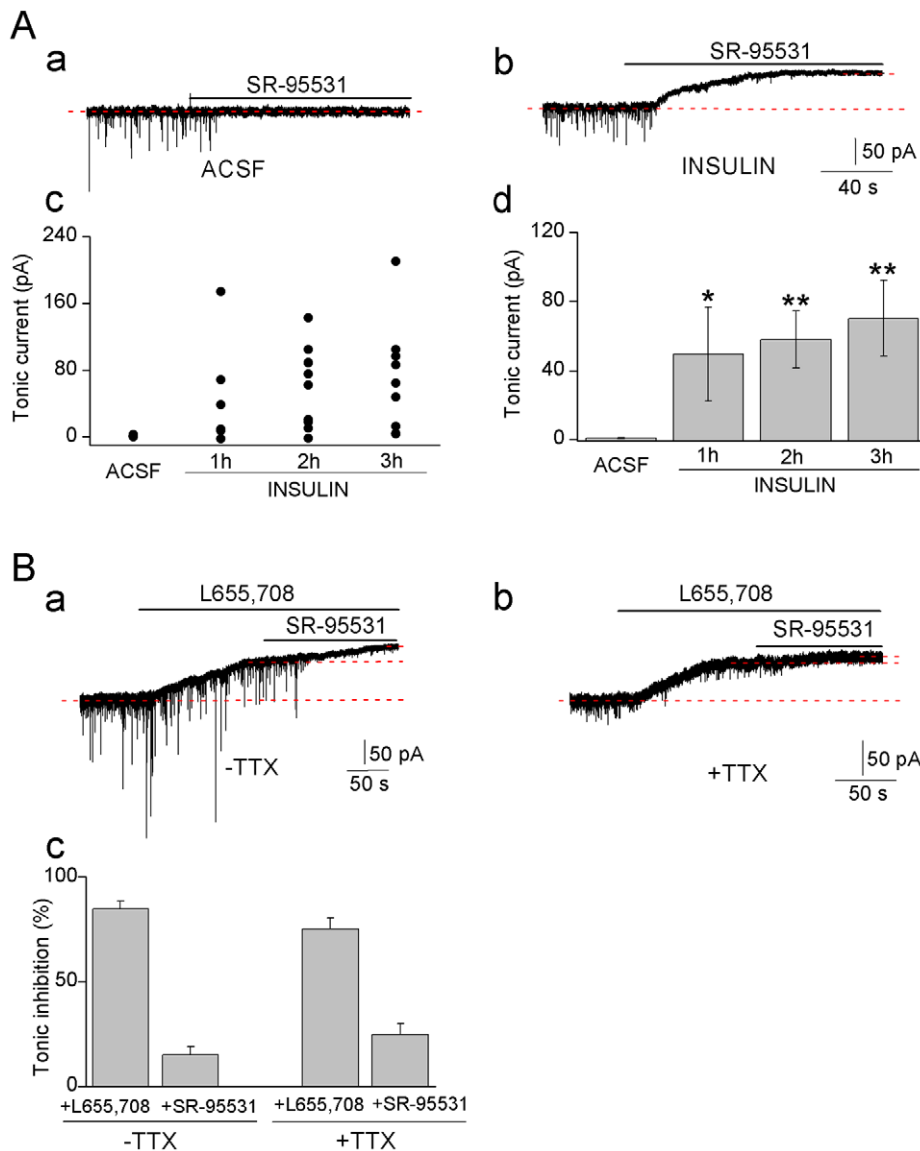 A
a
SR-95531
ACSF
b
SR-95531
INSULIN
50 pA
40 s
c
Tonic current (pA)
240
160
80
0
ACSF
1h 2h 3h
INSULIN
d
Tonic current (pA)
120
80
40
0
* ** **
ACSF
1h 2h 3h
INSULIN
B
a
L655,708
SR-95531
-TTX
50 pA
50 s
b
L655,708
SR-95531
+TTX
50 pA
50 s
c
Tonic inhibition (%)
100
50
0
+L655,708 +SR-95531 +L655,708 +SR-95531
-TTX +TTX